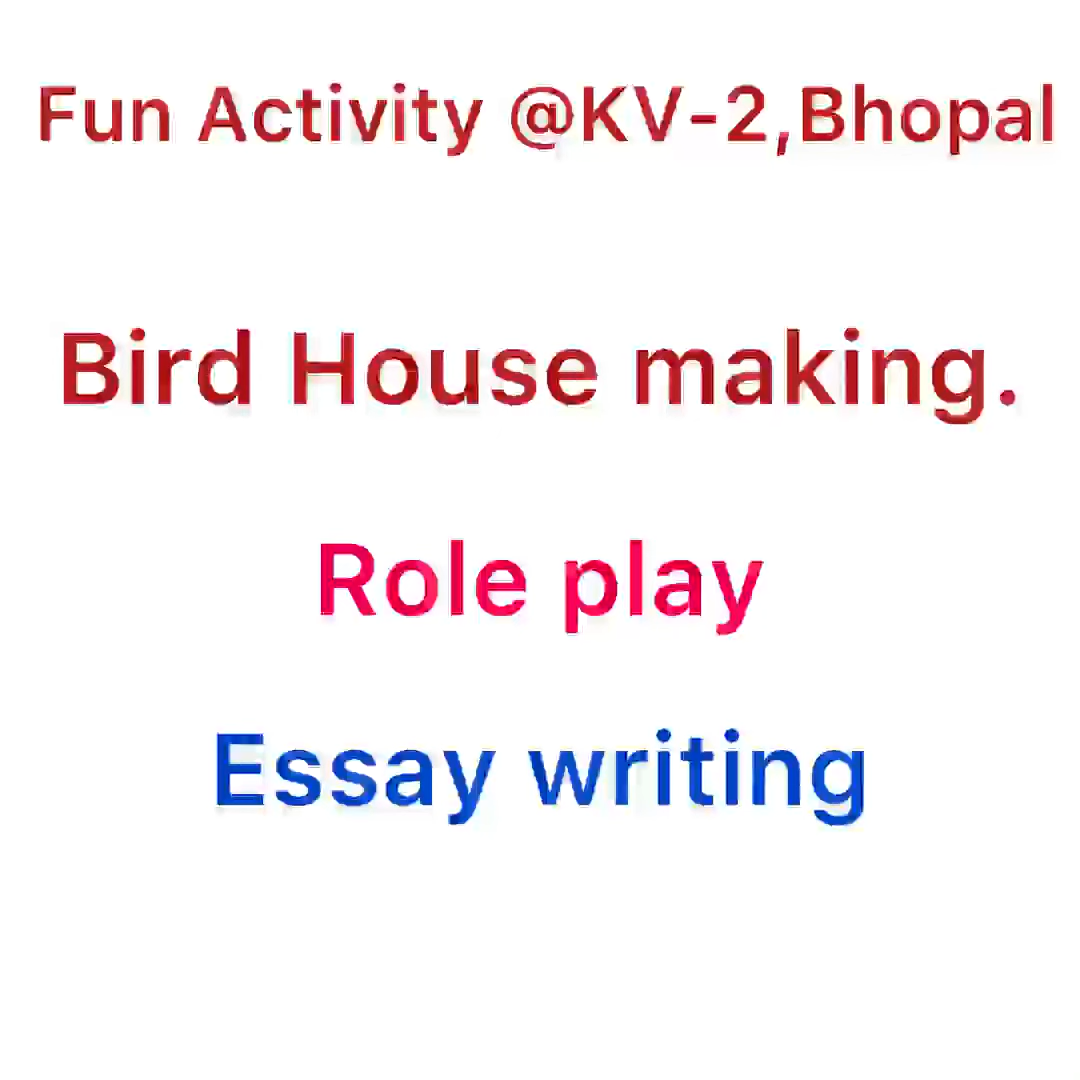 Fun Activity @KV-2,Bhopal
Bird House making.
Role play
Essay writing